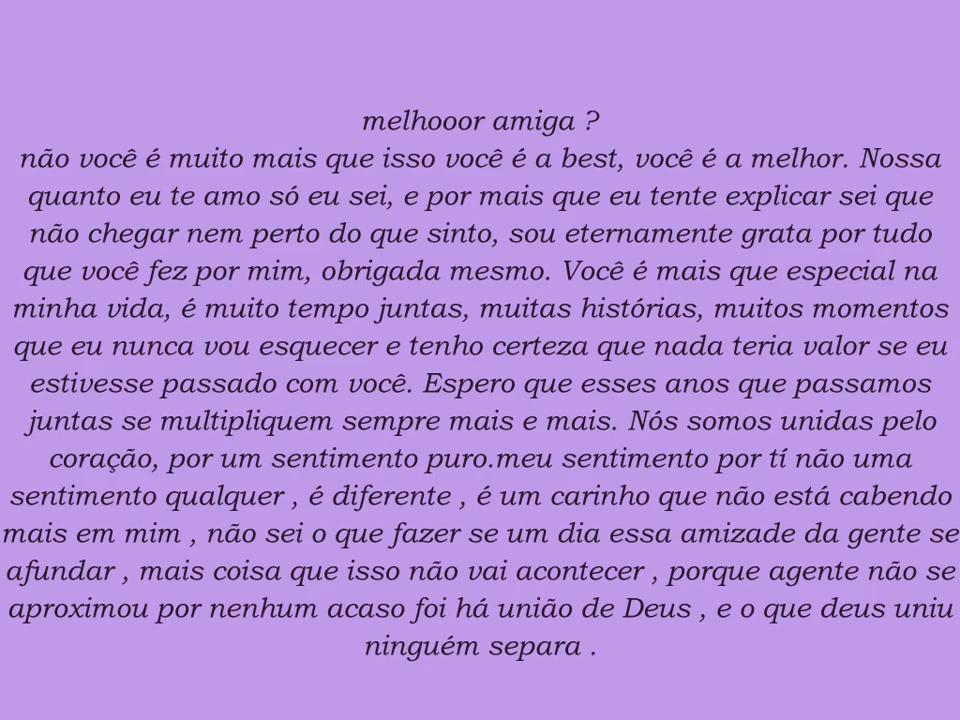 melhooor amiga ?
não você é muito mais que isso você é a best, você é a melhor. Nossa
quanto eu te amo só eu sei, e por mais que eu tente explicar sei que
não chegar nem perto do que sinto, sou eternamente grata por tudo
que você fez por mim, obrigada mesmo. Você é mais que especial na
minha vida, é muito tempo juntas, muitas histórias, muitos momentos
que eu nunca vou esquecer e tenho certeza que nada teria valor se eu
estivesse passado com você. Espero que esses anos que passamos
juntas se multipliquem sempre mais e mais. Nós somos unidas pelo
coração, por um sentimento puro.meu sentimento por tí não uma
sentimento qualquer , é diferente , é um carinho que não está cabendo
mais em mim , não sei o que fazer se um dia essa amizade da gente se
afundar , mais coisa que isso não vai acontecer , porque agente não se
aproximou por nenhum acaso foi há união de Deus , e o que deus uniu
ninguém separa .